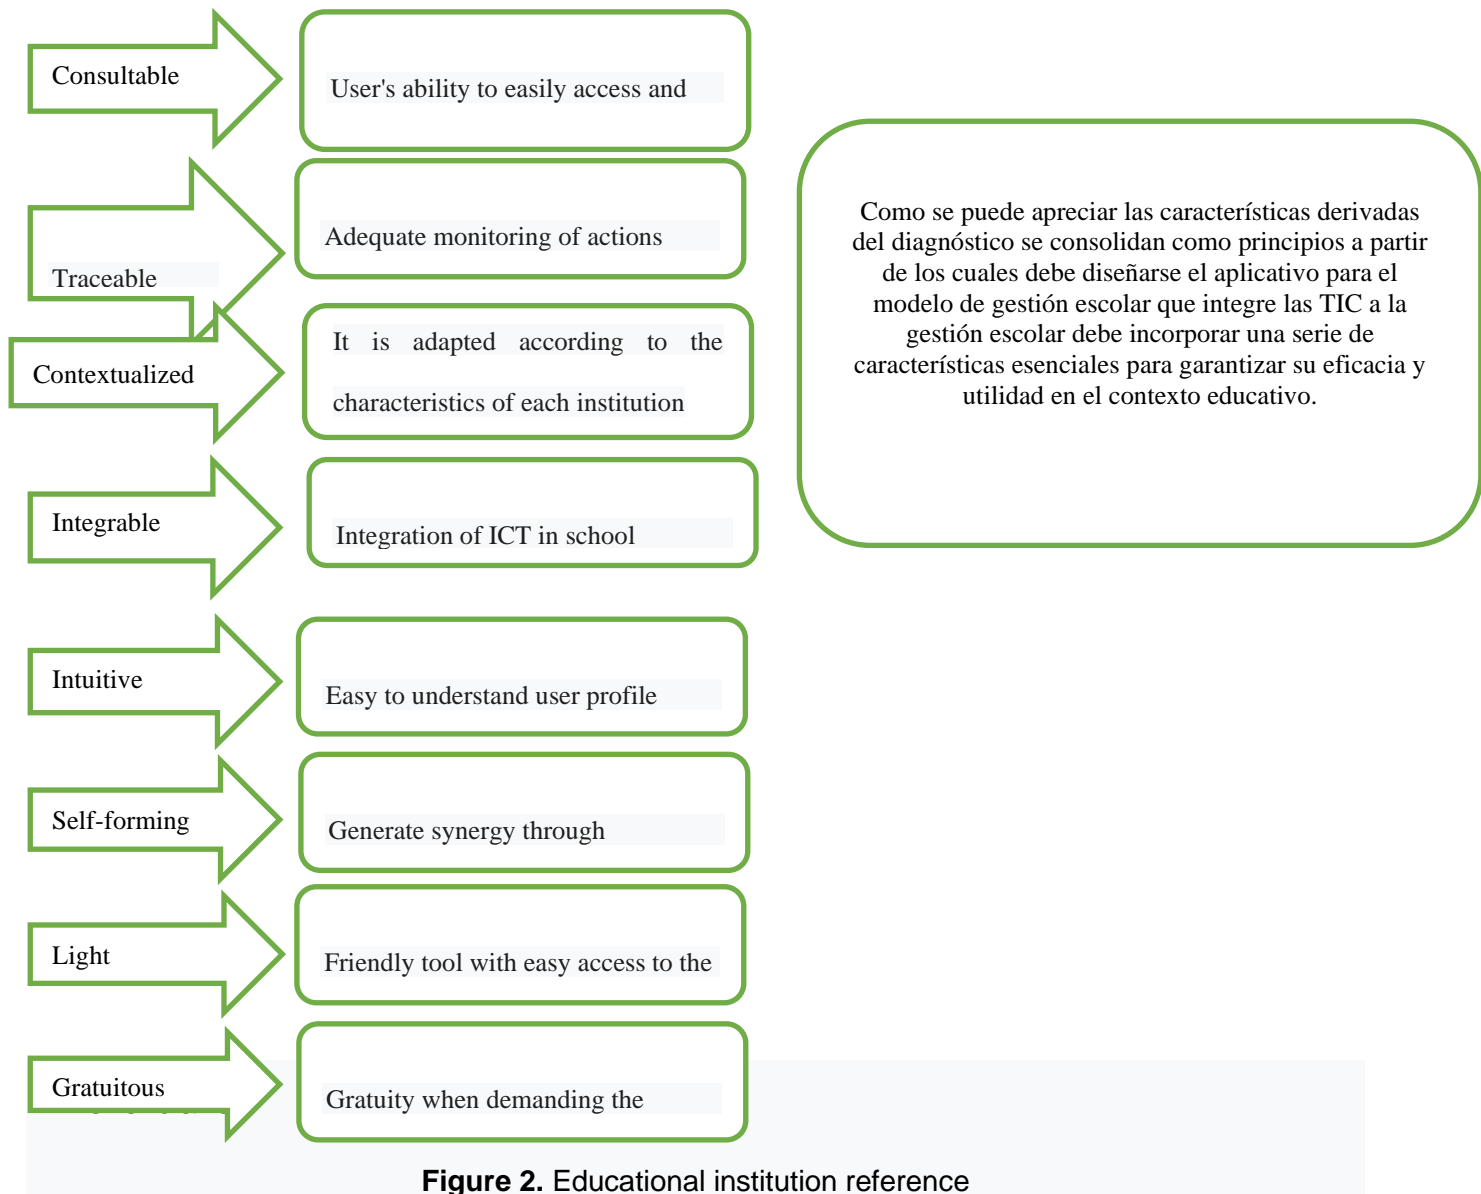 Consultable
User's ability to easily access and
Traceable
Adequate monitoring of actions
Contextualized
It is adapted according to the
characteristics of each institution
Integrable
Integration of ICT in school
Intuitive
Easy to understand user profile
Self-forming
Generate synergy through
Light
Friendly tool with easy access to the
Gratuitous
Gratuity when demanding the
Como se puede apreciar las características derivadas
del diagnóstico se consolidan como principios a partir
de los cuales debe diseñarse el aplicativo para el
modelo de gestión escolar que integre las TIC a la
gestión escolar debe incorporar una serie de
características esenciales para garantizar su eficacia y
utilidad en el contexto educativo.
Figure 2. Educational institution reference